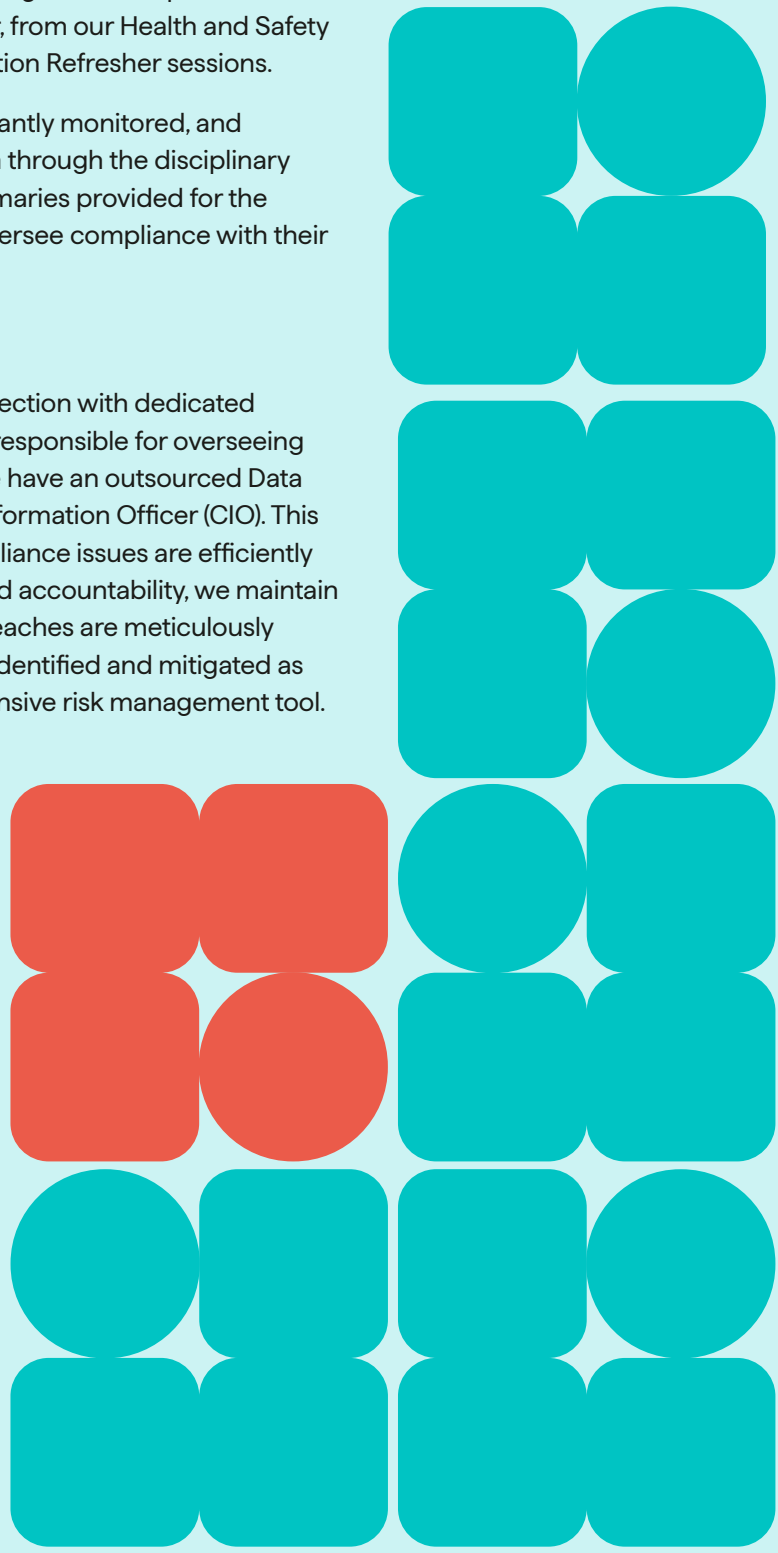 , from our Health and Safety
tion Refresher sessions.
antly monitored, and
through the disciplinary
maries provided for the
ersee compliance with their
ection with dedicated
responsible for overseeing
have an outsourced Data
formation Officer (CIO). This
liance issues are efficiently
d accountability, we maintain
eaches are meticulously
dentified and mitigated as
nsive risk management tool.